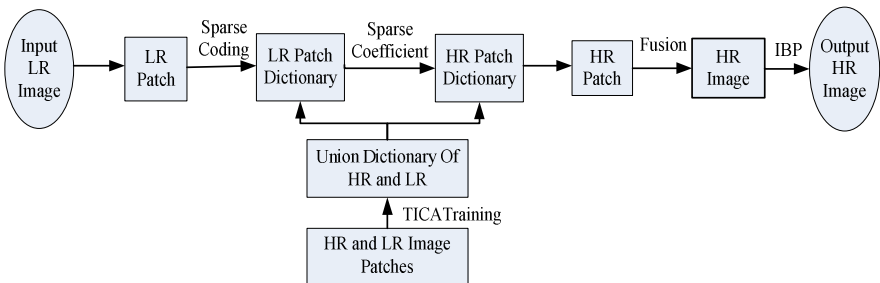 Input
LR
Image
LR
Patch
Sparse
Coding
LR Patch
Dictionary
Sparse
Coefficient
HR Patch
Dictionary
HR
Patch
Fusion
HR
Image
IBP
Output
HR
Image
Union Dictionary Of
HR and LR
TICATraining
HR and LR Image
Patches